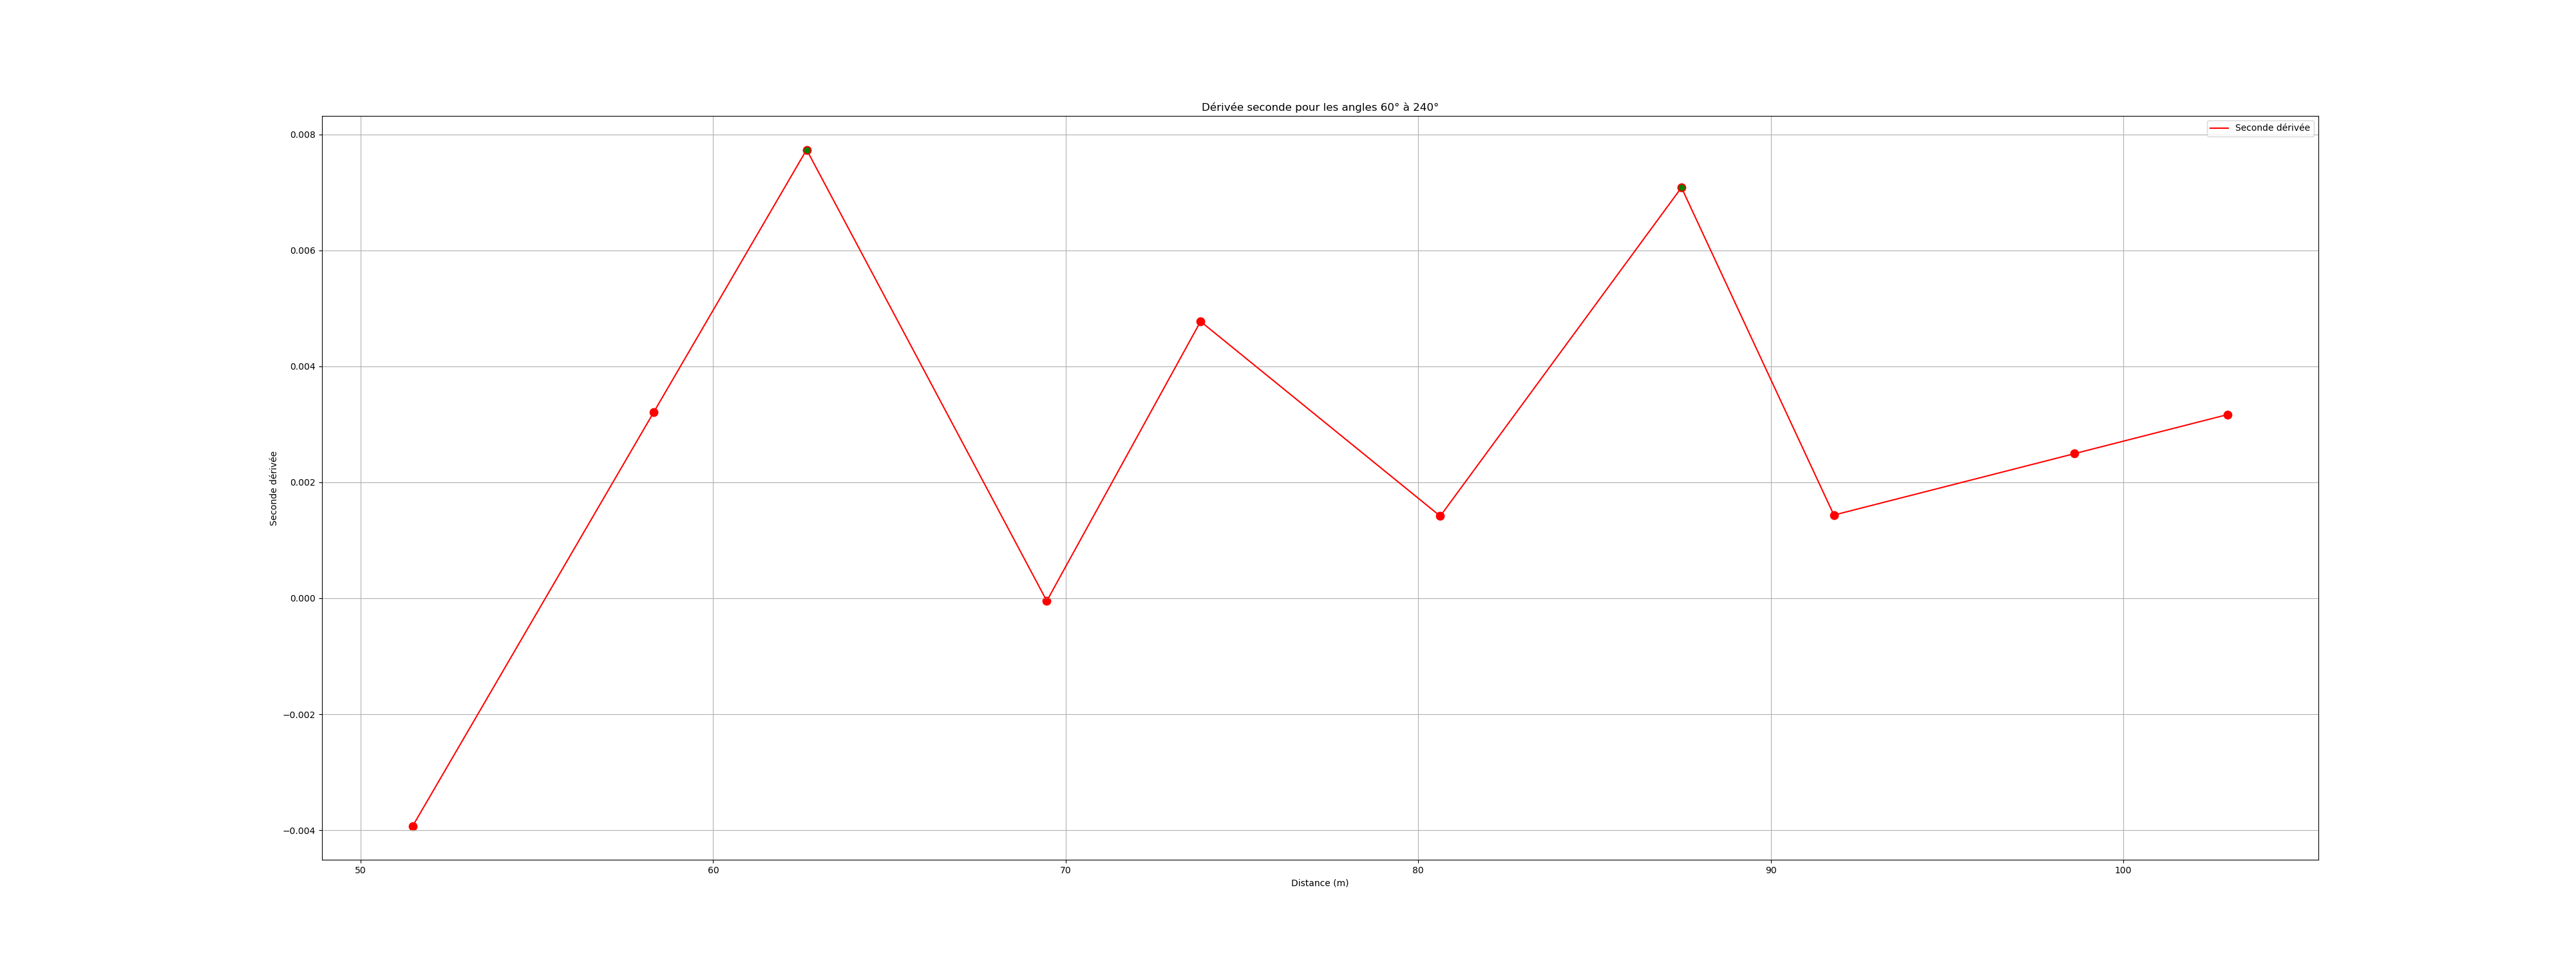 Dérivée seconde pour les angles 60° à 240°
Seconde dérivée
0.008
0.006
0.004
0.002
0.000
−0.002
−0.004
Seconde dérivée
50 60 70 80 90 100
Distance (m)